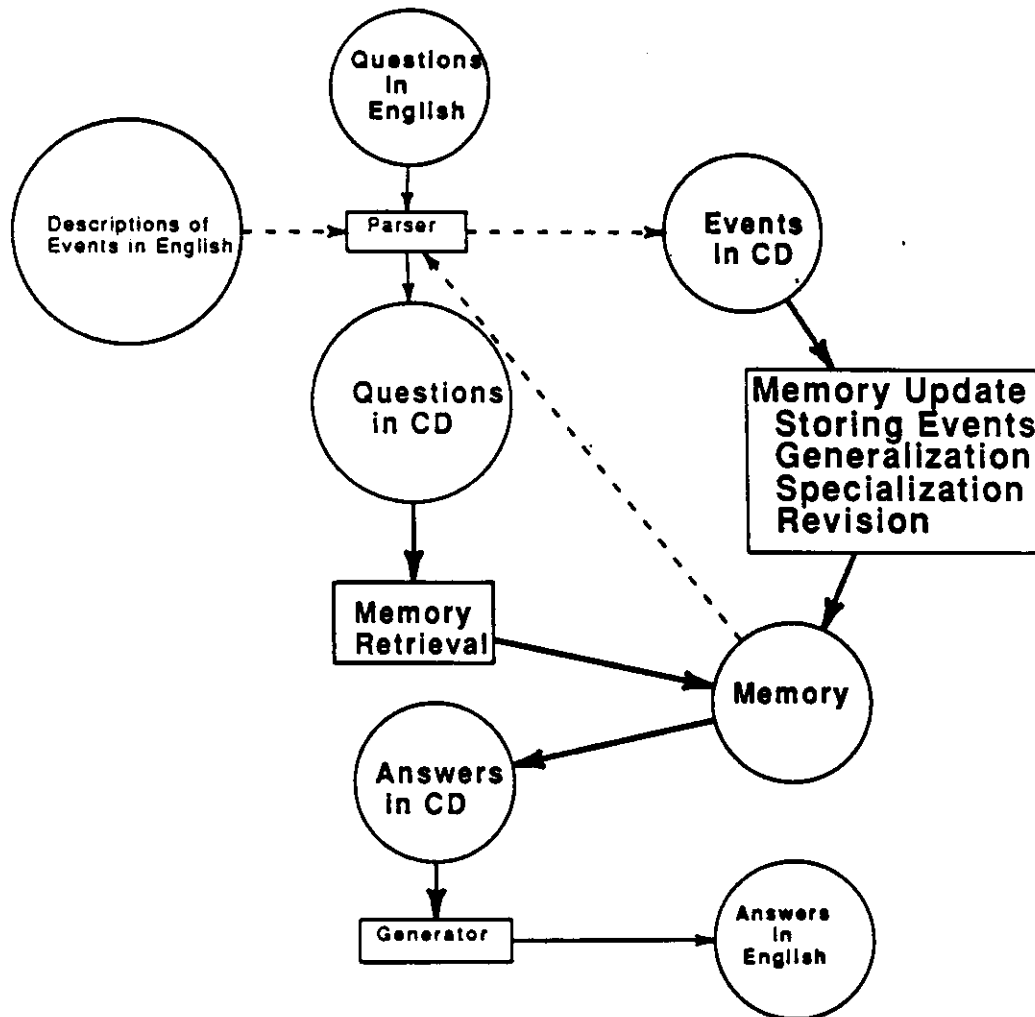 Questions
in
English
Descriptions of
Events in English
Parser
Events
in CD
Questions
in CD
Memory Update
Storing Events
Generalization
Specialization
Revision
Memory
Retrieval
Memory
Answers
in CD
Generator
Answers
in
English